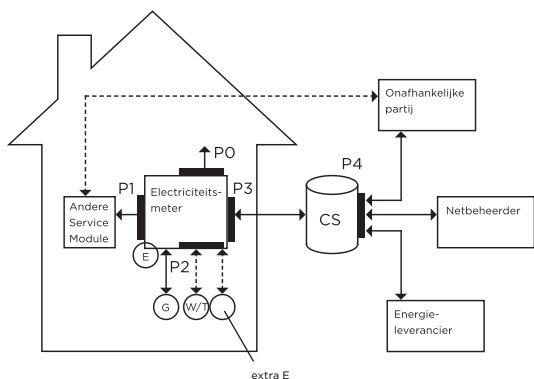 Onafhankelijke
partij
P0
P4
P1
Electriciteits-
meter
P3
Andere
Service
Module
CS
Netbeheerder
E
P2
G
W/T
Energie-
leverancier
extra E